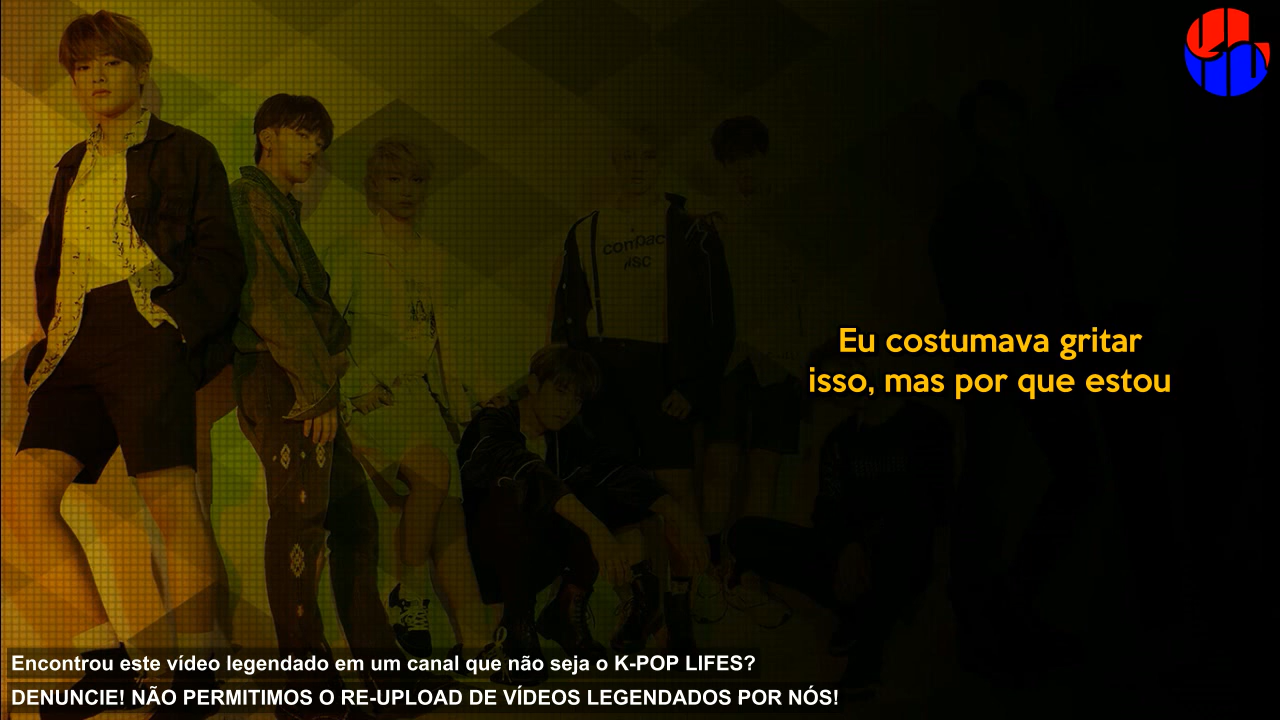 compac
Eu costumava gritar
isso, mas por que estou
Encontrou este vídeo legendado em um canal que não seja o K-POP LIFES?
DENUNCIE! NÃO PERMITIMOS O RE-UPLOAD DE VÍDEOS LEGENDADOS POR NÓS!